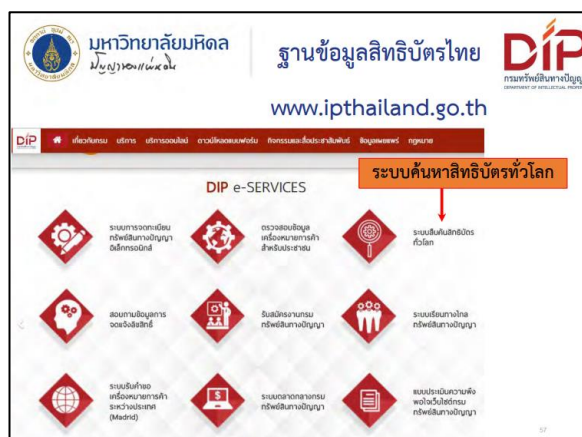 มหาวิทยาลัยมหิดล
ปัญญาของแผ่นดิน
ฐานข้อมูลสิทธิบัตรไทย
DIP
กรมทรัพย์สินทางปัญญา
DEPARTMENT OF INTELLECTUAL PROPERTY
www.ipthailand.go.th
DIP
เกี่ยวกับกรม บริการ บริการออนไลน์ ดาวน์โหลดแบบฟอร์ม กิจกรรมและสื่อประชาสัมพันธ์ ข้อมูลเผยแพร่ กฎหมาย
ระบบค้นหาสิทธิบัตรทั่วโลก
DIP e-SERVICES
ระบบการจดทะเบียน
ทรัพย์สินทางปัญญา
อิเล็กทรอนิกส์
ตรวจสอบข้อมูล
เครื่องหมายการค้า
สำหรับประชาชน
ระบบสืบค้นสิทธิบัตร
ทั่วโลก
สอบถามข้อมูลการ
จดแจ้งลิขสิทธิ์
รับสมัครงานกรม
ทรัพย์สินทางปัญญา
ระบบเรียนทางไกล
ทรัพย์สินทางปัญญา
ระบบรับคำขอ
เครื่องหมายการค้า
ระหว่างประเทศ
(Madrid)
ระบบตลาดกลางกรม
ทรัพย์สินทางปัญญา
แบบประเมินความพึง
พอใจเว็บไซต์กรม
ทรัพย์สินทางปัญญา
57